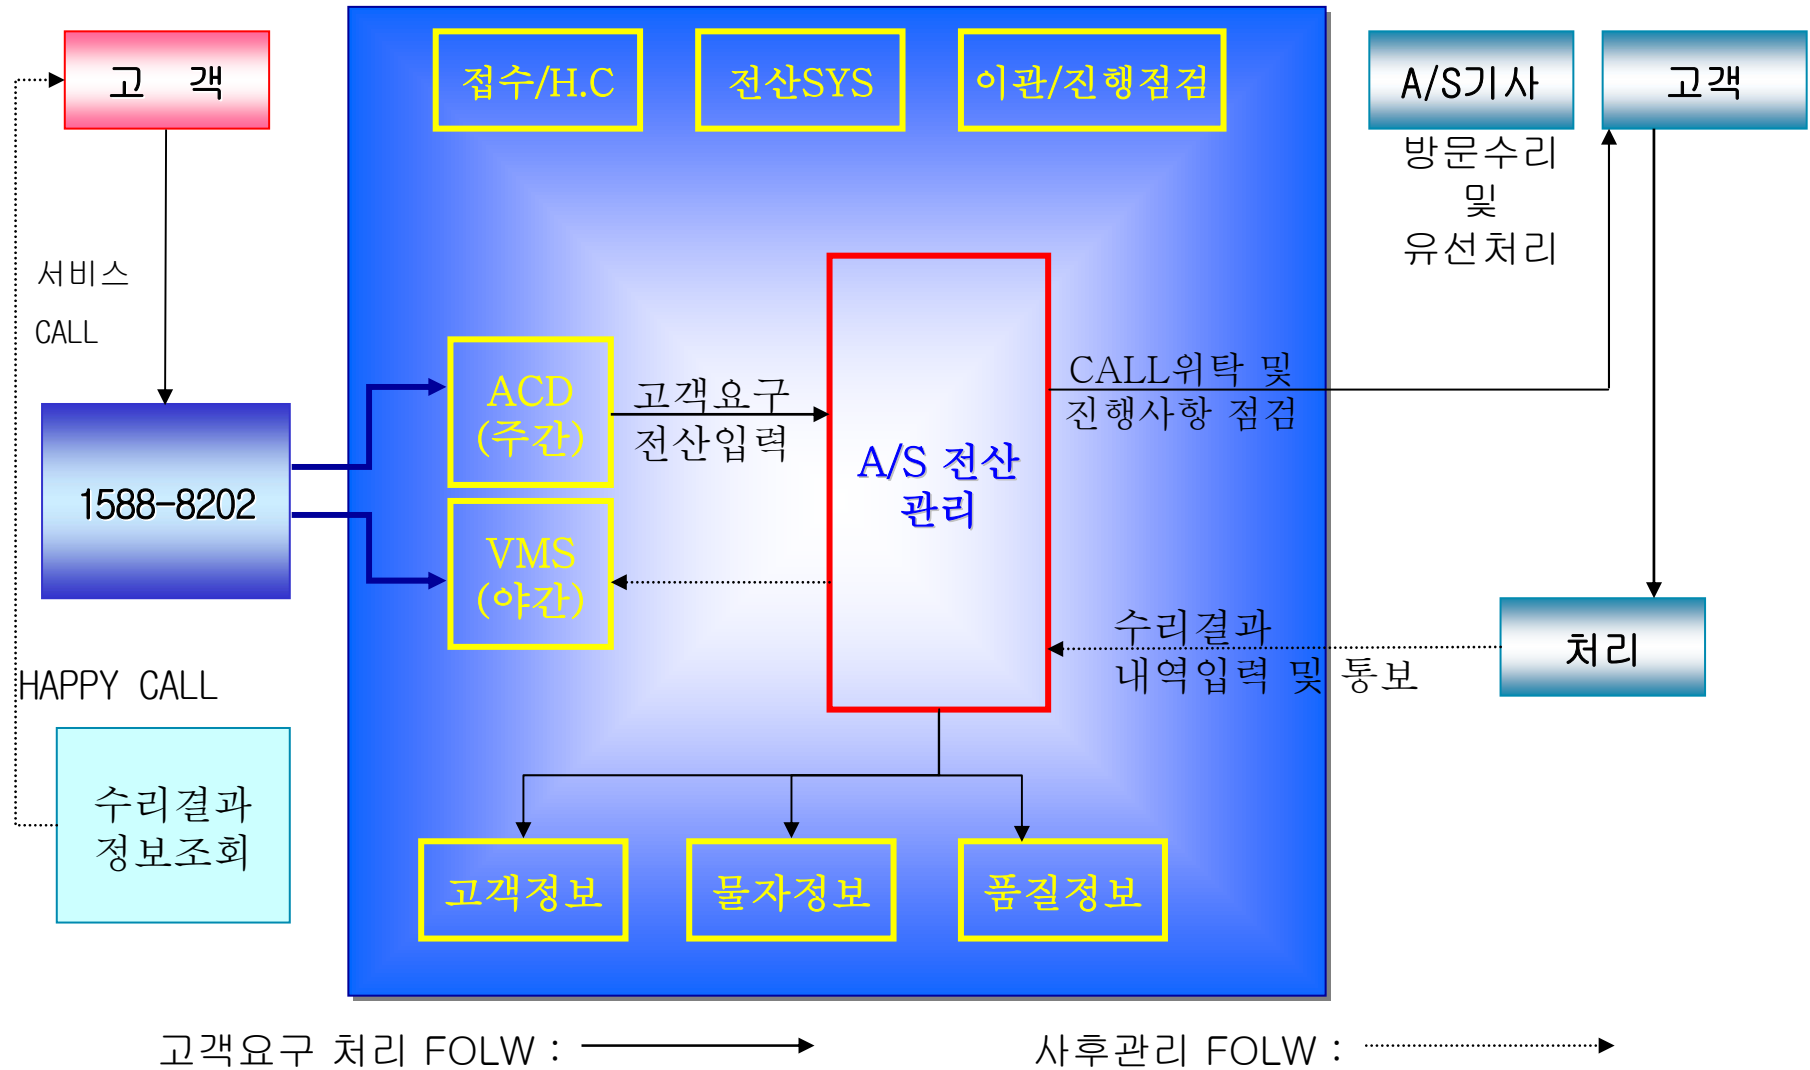 고 객
접수/H.C
전산SYS
이관/진행점검
A/S기사
고객
방문수리
및
유선처리
서비스
CALL
ACD
(주간)
고객요구
전산입력
CALL위탁 및
진행사항 점검
A/S 전산
관리
1588-8202
VMS
(야간)
수리결과
내역입력 및 통보
처리
HAPPY CALL
수리결과
정보조회
고객정보
물자정보
품질정보
고객요구 처리 FOLW :
사후관리 FOLW :